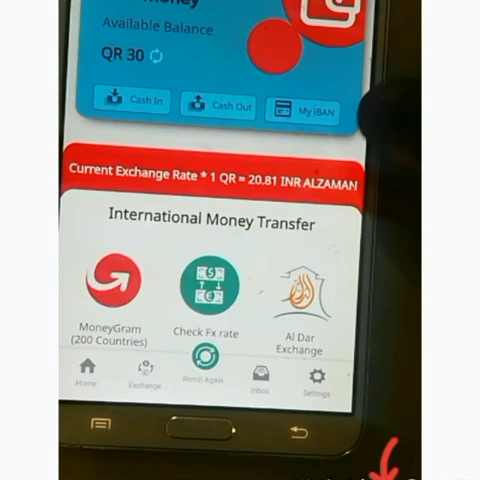 Available Balance
QR 30
Cash In
Cash Out
My iBAN
Current Exchange Rate * 1 QR = 20.81 INR ALZAMAN
International Money Transfer
MoneyGram
(200 Countries)
Check Fx rate
Al Dar
Exchange
Home
Exchange
Remit Again
Inbox
Settings